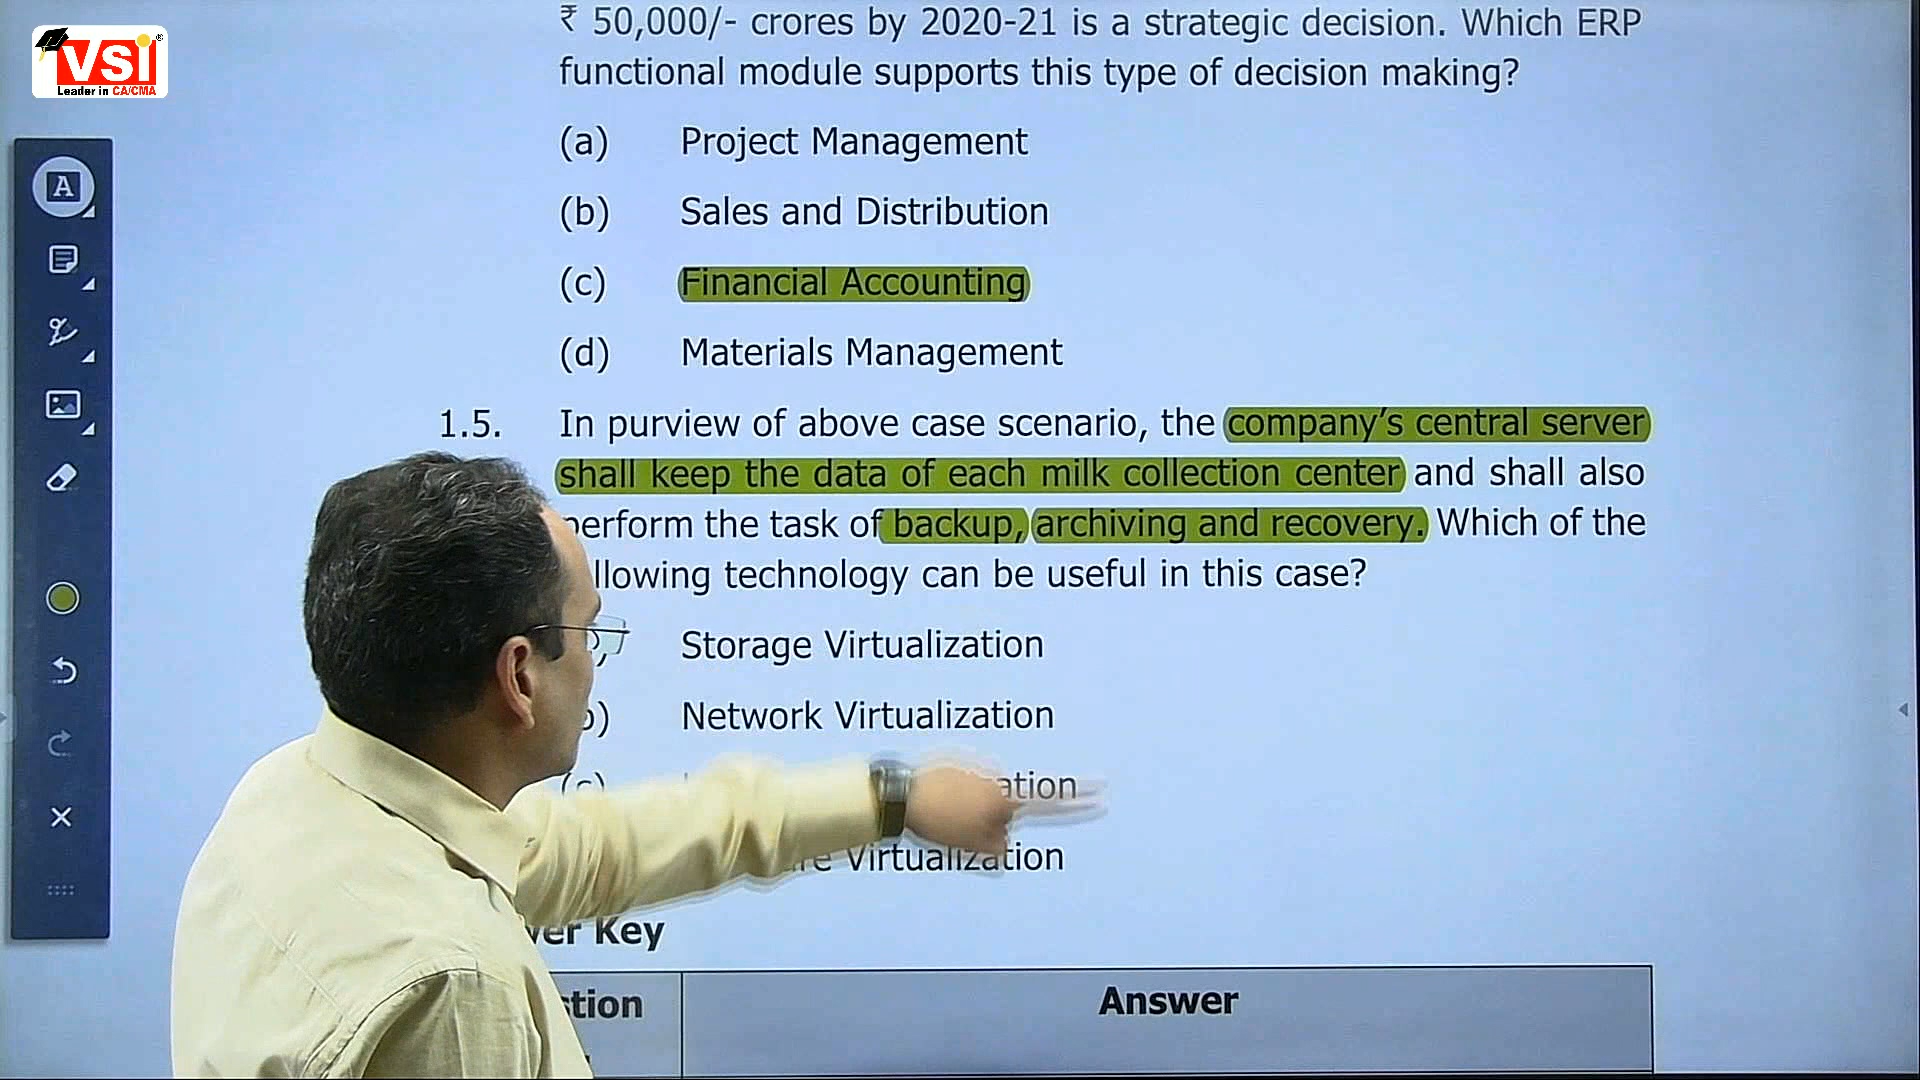 VSI
®
Leader in CA/CMA
A
₹ 50,000/- crores by 2020-21 is a strategic decision. Which ERP
functional module supports this type of decision making?
(a) Project Management
(b) Sales and Distribution
(c) Financial Accounting
(d) Materials Management
1.5. In purview of above case scenario, the company's central server
shall keep the data of each milk collection center and shall also
perform the task of backup, archiving and recovery. Which of the
llowing technology can be useful in this case?
Storage Virtualization
b) Network Virtualization
(c) ation
re Virtualization
ver Key
stion Answer